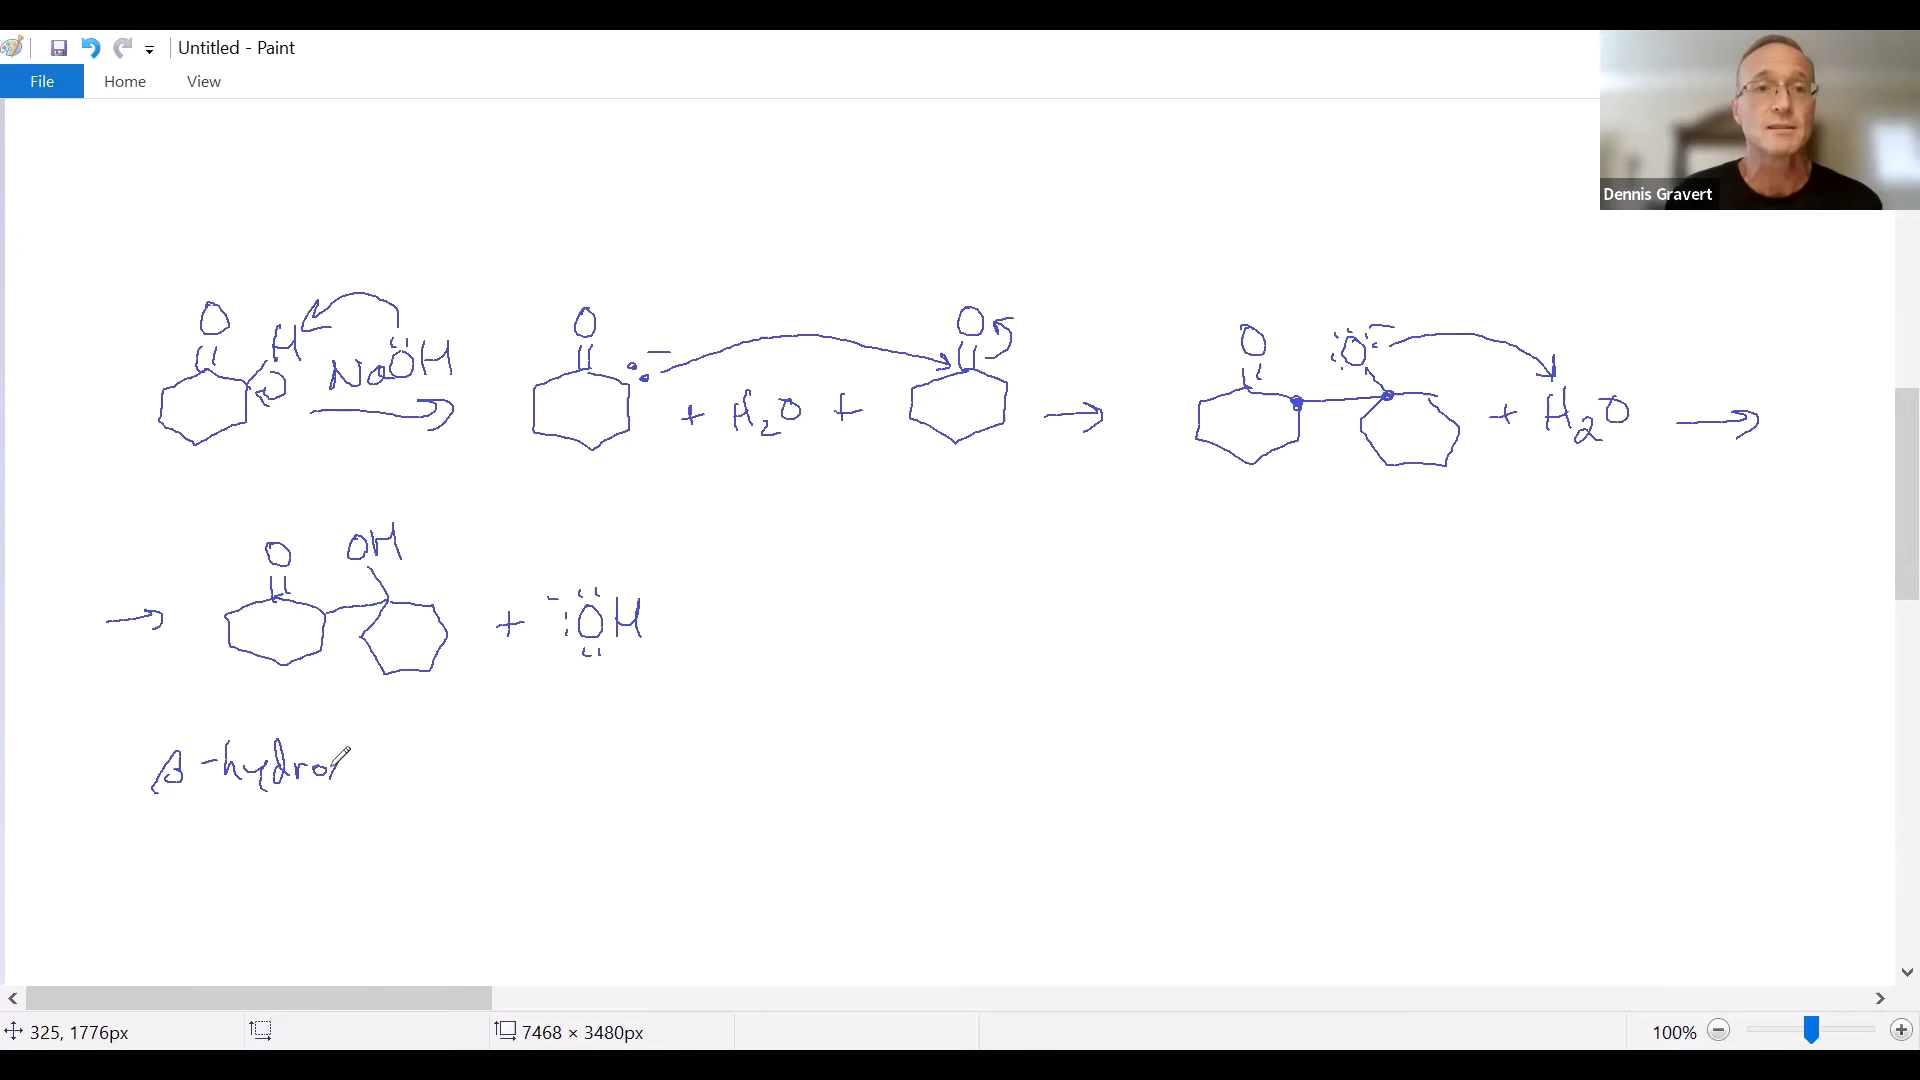 Untitled - Paint
File Home View
Dennis Gravert
O H NaOH O + H2O + O O O + H2O
O OH + OH
β-hydro
325, 1776px 7468 × 3480px 100%